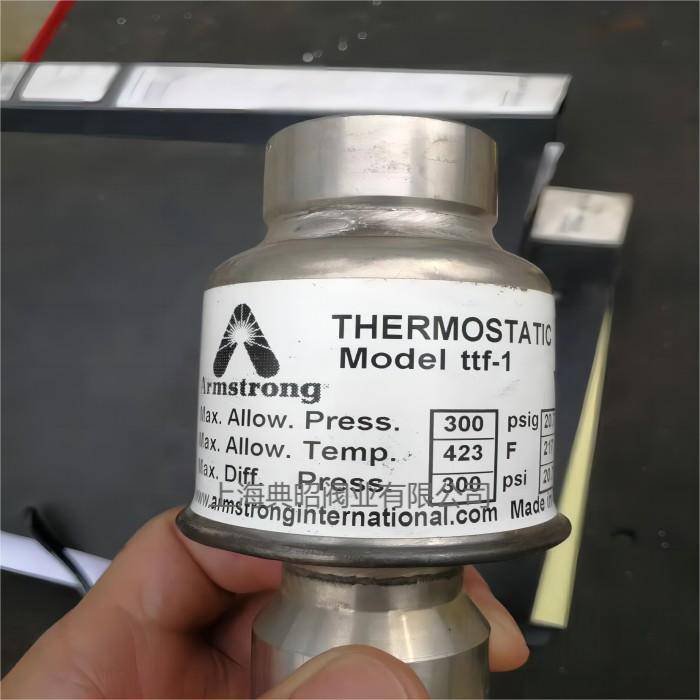 THERMOSTATIC
Model ttf-1
Armstrong
Max. Allow. Press. 300 psig
Max. Allow. Temp. 423 F
Max. Diff. Press. 300 psi
上海典昭阀业有限公司
www.armstronginternational.com Made